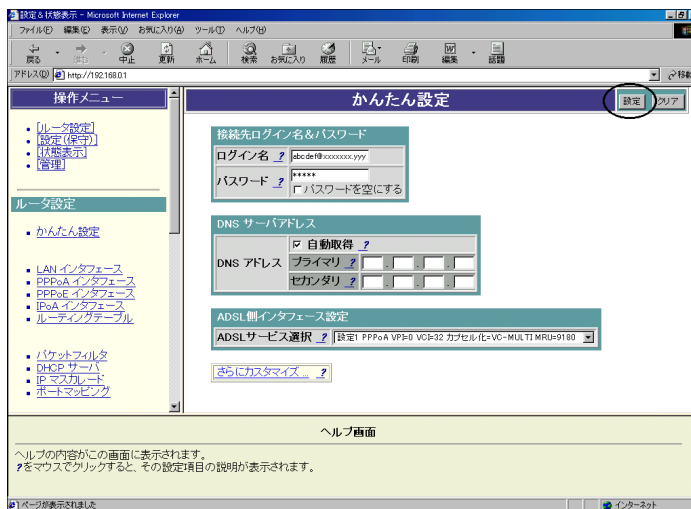 設定&状態表示 - Microsoft Internet Explorer
ファイル(F) 編集(E) 表示(V) お気に入り(A) ツール(T) ヘルプ(H)
戻る 中止 更新 ホーム 検索 お気に入り 履歴 メール 印刷 編集 話題
アドレス(D) http://192.168.0.1 移動
操作メニュー
[ルータ設定]
[設定(保守)]
[状態表示]
[管理]
ルータ設定
かんたん設定
LAN インタフェース
PPPoA インタフェース
PPPoE インタフェース
IPoA インタフェース
ルーティングテーブル
パケットフィルタ
DHCP サーバ
IP マスカレード
ポートマッピング
かんたん設定 設定 クリア
接続先ログイン名&パスワード
ログイン名 ? abcdef@xxxxxxx.yyy
パスワード ? *****
パスワードを空にする
DNS サーバアドレス
DNS アドレス
自動取得 ?
プライマリ ? . . .
セカンダリ ? . . .
ADSL側インタフェース設定
ADSLサービス選択 ? 設定1 PPPoA VPI=0 VCI=32 カプセル化=VC-MULTI MRU=9180
さらにカスタマイズ ... ?
ヘルプ画面
ヘルプの内容がこの画面に表示されます。
?をマウスでクリックすると、その設定項目の説明が表示されます。
ページが表示されました インターネット